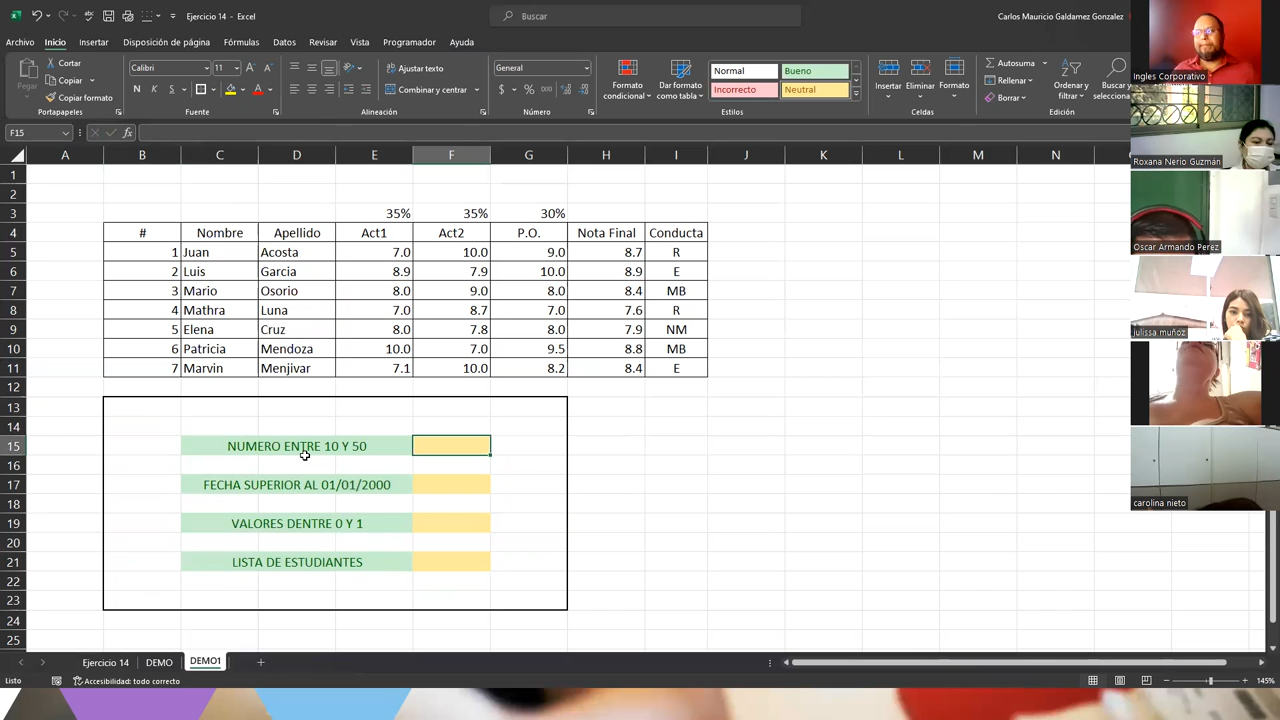 Ejercicio 14 - Excel
Buscar
Carlos Mauricio Galdamez Gonzalez
Archivo Inicio Insertar Disposición de página Fórmulas Datos Revisar Vista Programador Ayuda
Pegar
Cortar
Copiar
Copiar formato
Portapapeles
Calibri 11
N K S
Fuente
Ajustar texto
Combinar y centrar
Alineación
General
$ % 000
Número
Formato condicional
Dar formato como tabla
Normal Bueno
Incorrecto Neutral
Estilos
Insertar Eliminar Formato
Celdas
Autosuma
Rellenar
Borrar
Ordenar y filtrar
Buscar y selecciona
Edición
F15
fx
A B C D E F G H I J K L M N
1
2
3 35% 35% 30%
4 # Nombre Apellido Act1 Act2 P.O. Nota Final Conducta
5 1 Juan Acosta 7.0 10.0 9.0 8.7 R
6 2 Luis Garcia 8.9 7.9 10.0 8.9 E
7 3 Mario Osorio 8.0 9.0 8.0 8.4 MB
8 4 Mathra Luna 7.0 8.7 7.0 7.6 R
9 5 Elena Cruz 8.0 7.8 8.0 7.9 NM
10 6 Patricia Mendoza 10.0 7.0 9.5 8.8 MB
11 7 Marvin Menjivar 7.1 10.0 8.2 8.4 E
12
13
14
15 NUMERO ENTRE 10 Y 50
16
17 FECHA SUPERIOR AL 01/01/2000
18
19 VALORES DENTRE 0 Y 1
20
21 LISTA DE ESTUDIANTES
22
23
24
25
Ejercicio 14 DEMO DEMO1
Listo Accesibilidad: todo correcto 145%
Ingles Corporativo
Roxana Nerio Guzmán
Oscar Armando Perez
julissa muñoz
carolina nieto